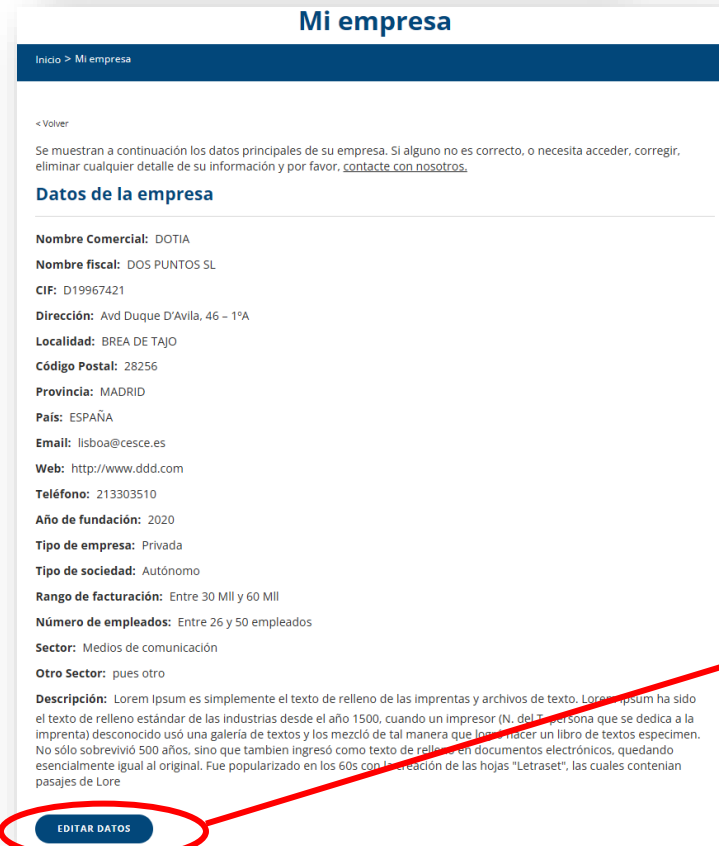 Mi empresa
Inicio > Mi empresa
< Volver
Se muestran a continuación los datos principales de su empresa. Si alguno no es correcto, o necesita acceder, corregir,
eliminar cualquier detalle de su información y por favor, contacte con nosotros.
Datos de la empresa
Nombre Comercial: DOTIA
Nombre fiscal: DOS PUNTOS SL
CIF: D19967421
Dirección: Avd Duque D'Avila, 46 – 1ºA
Localidad: BREA DE TAJO
Código Postal: 28256
Provincia: MADRID
País: ESPAÑA
Email: lisboa@cesce.es
Web: http://www.ddd.com
Teléfono: 213303510
Año de fundación: 2020
Tipo de empresa: Privada
Tipo de sociedad: Autónomo
Rango de facturación: Entre 30 Mll y 60 Mll
Número de empleados: Entre 26 y 50 empleados
Sector: Medios de comunicación
Otro Sector: pues otro
Descripción: Lorem Ipsum es simplemente el texto de relleno de las imprentas y archivos de texto. Lorem Ipsum ha sido
el texto de relleno estándar de las industrias desde el año 1500, cuando un impresor (N. del T. persona que se dedica a la
imprenta) desconocido usó una galería de textos y los mezcló de tal manera que logró hacer un libro de textos especimen.
No sólo sobrevivió 500 años, sino que tambien ingresó como texto de relleno en documentos electrónicos, quedando
esencialmente igual al original. Fue popularizado en los 60s con la creación de las hojas "Letraset", las cuales contenian
pasajes de Lore
EDITAR DATOS